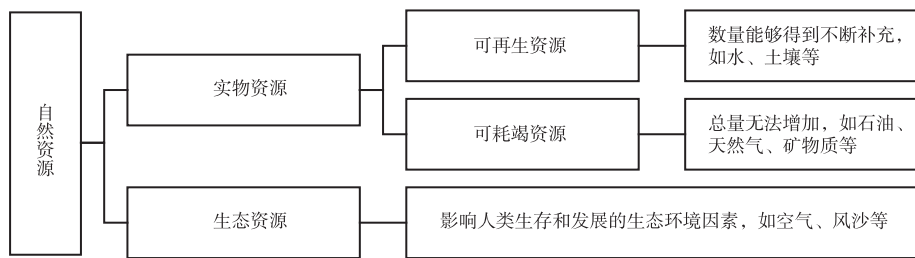 自然资源
实物资源
可再生资源
数量能够得到不断补充，
如水、土壤等
可耗竭资源
总量无法增加，如石油、
天然气、矿物质等
生态资源
影响人类生存和发展的生态环境因素，如空气、风沙等